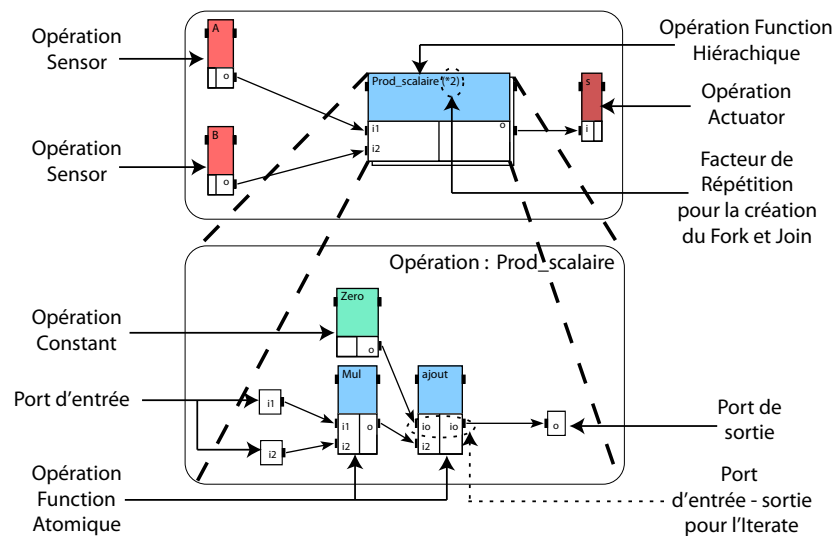 Opération
Sensor
A
o
Opération
Sensor
B
o
Prod_scalaire (*2)
i1
i2
o
s
i
Opération Function
Hiérachique
Opération
Actuator
Facteur de
Répétition
pour la création
du Fork et Join
Opération : Prod_scalaire
Opération
Constant
Zero
o
Port d'entrée
i1
i2
Mul
i1
i2
o
ajout
io
i2
io
o
Port de
sortie
Opération
Function
Atomique
Port
d'entrée - sortie
pour l'Iterate